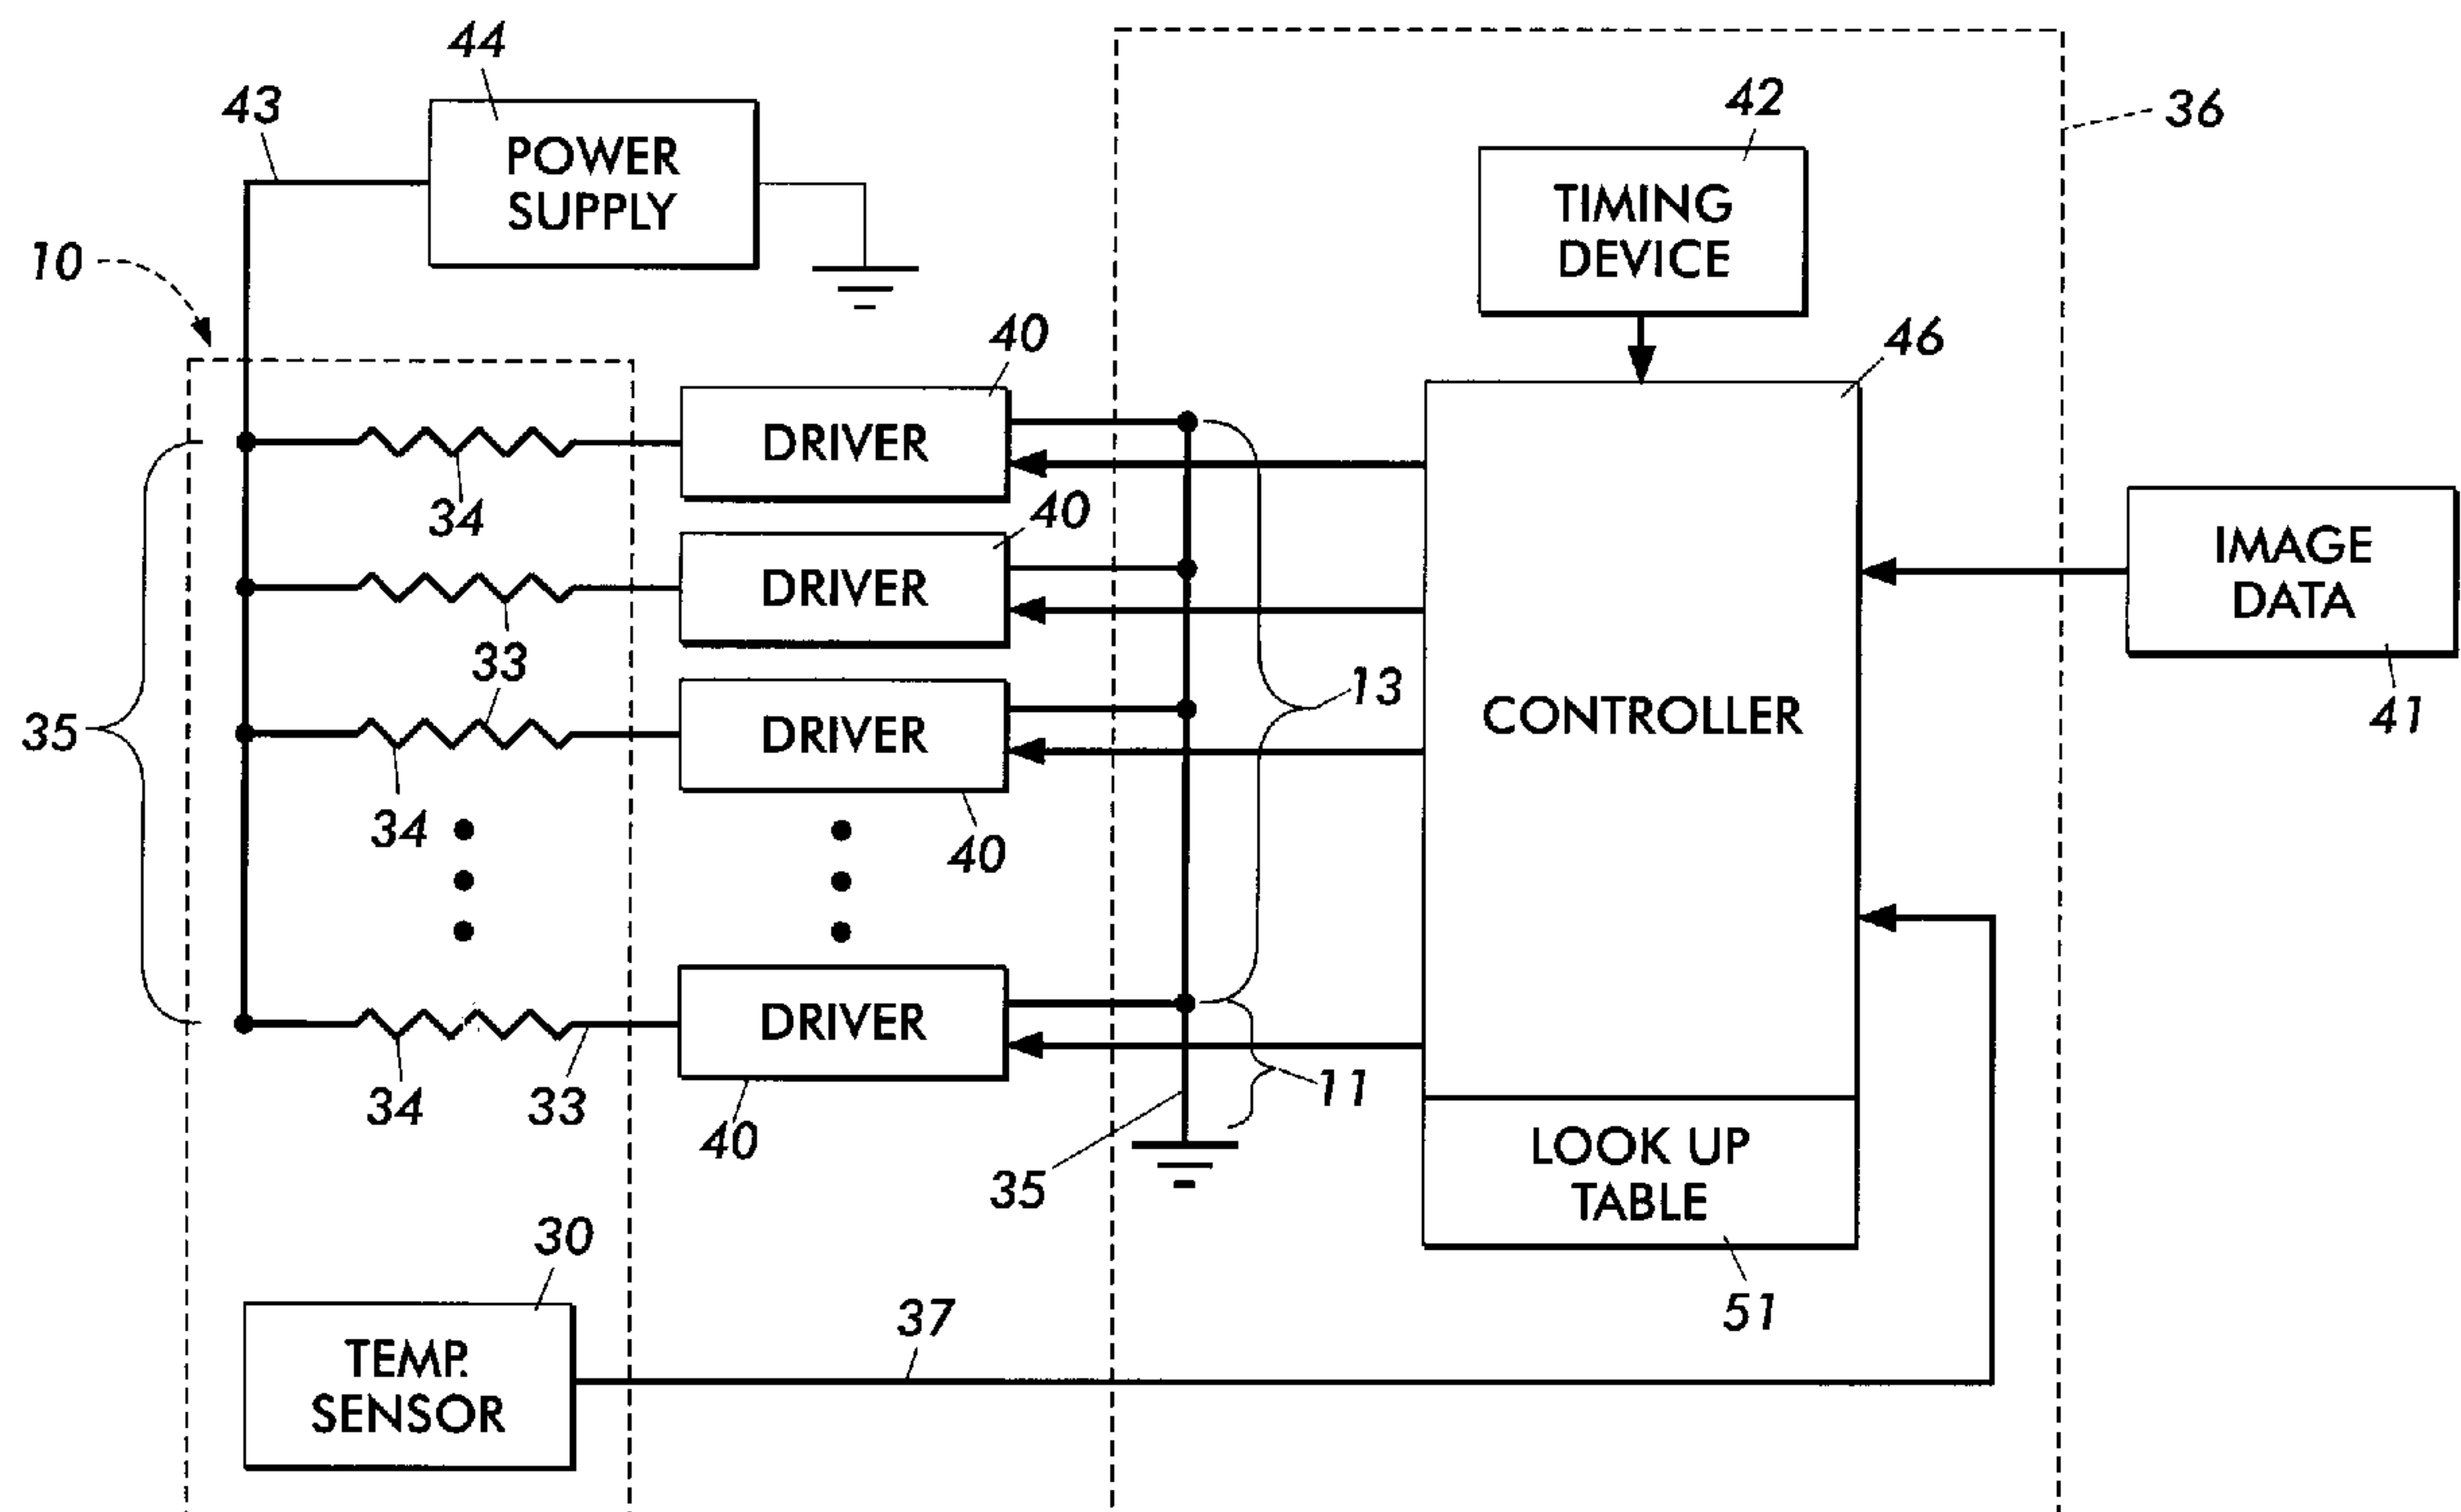 44
43
POWER
SUPPLY
42
36
TIMING
DEVICE
10
40
46
DRIVER
34
40
DRIVER
33
IMAGE
DATA
41
13
35
DRIVER
CONTROLLER
34
40
DRIVER
34
33
40
11
35
LOOK UP
TABLE
51
30
37
TEMP.
SENSOR